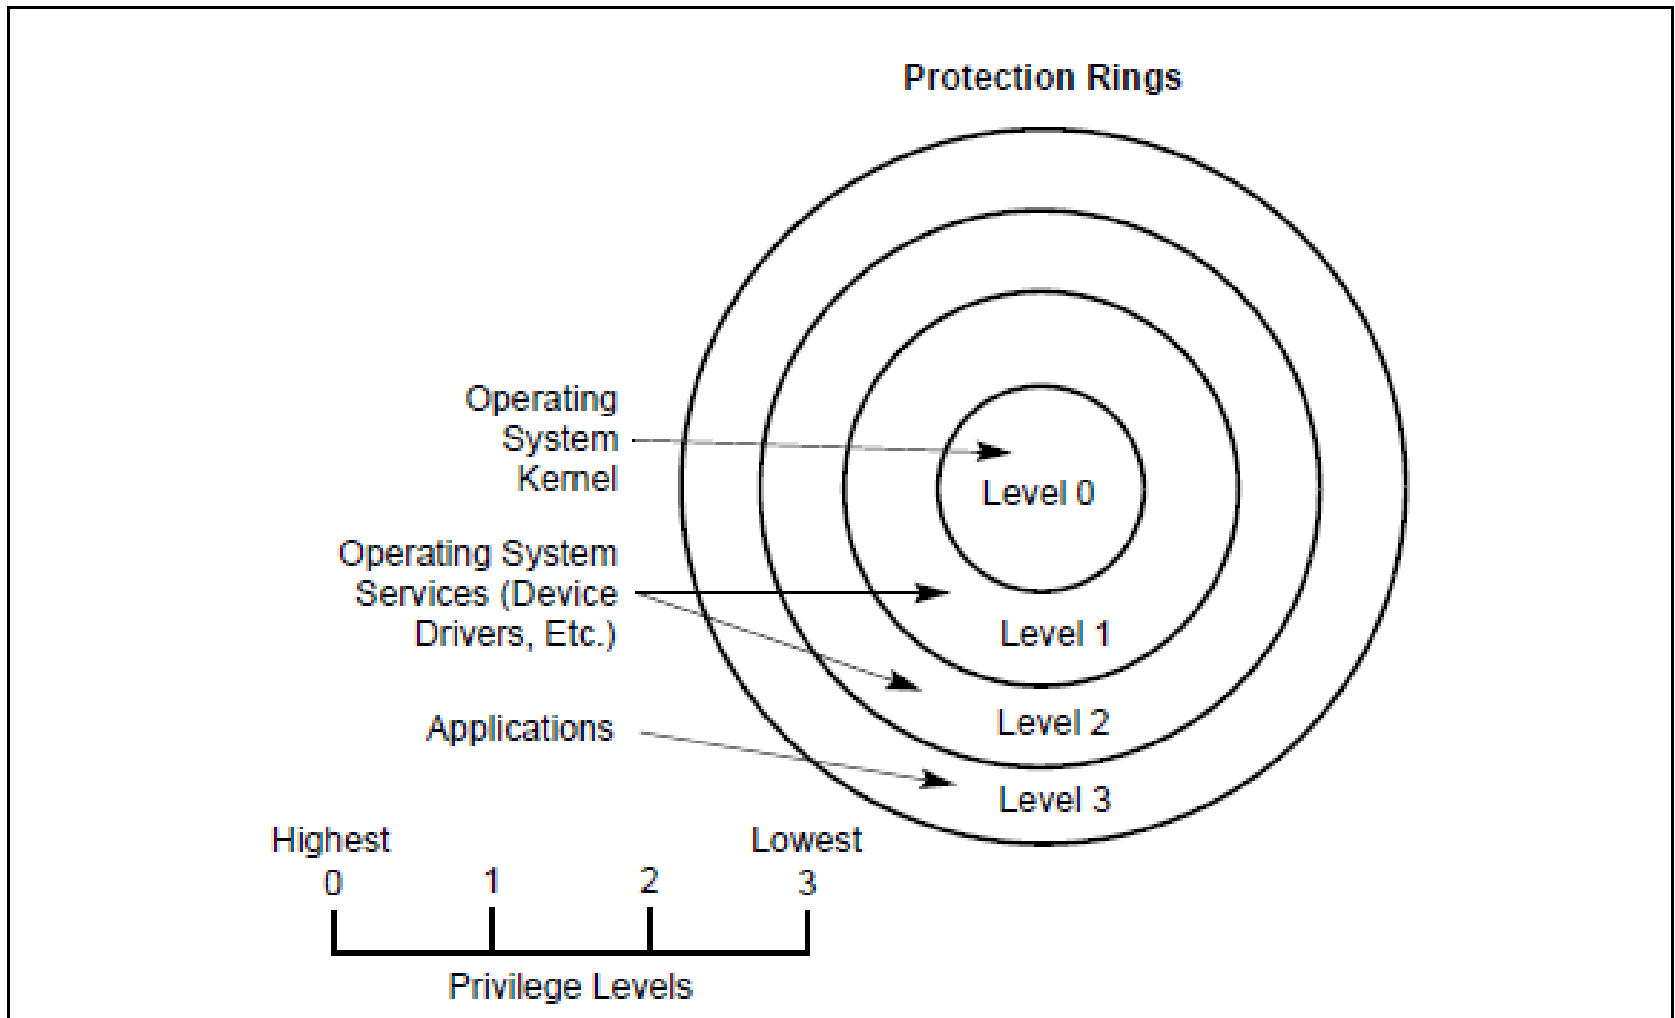 Protection Rings
Operating
System
Kernel
Level 0
Operating System
Services (Device
Drivers, Etc.)
Level 1
Level 2
Applications
Level 3
Highest
Lowest
0
1
2
3
Privilege Levels